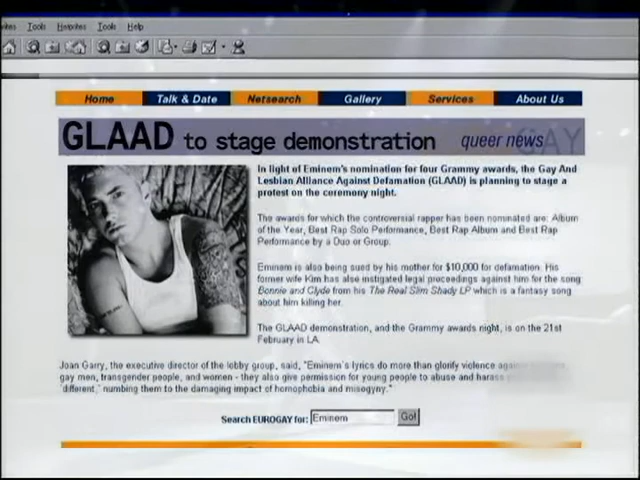 Tools Help Tools Help
Home Talk & Date Netsearch Gallery Services About Us
GLAAD to stage demonstration queer news GAY
In light of Eminem's nomination for four Grammy awards, the Gay And
Lesbian Alliance Against Defamation (GLAAD) is planning to stage a
protest on the ceremony night.
The awards for which the controversial rapper has been nominated are: Album
of the Year, Best Rap Solo Performance, Best Rap Album and Best Rap
Performance by a Duo or Group.
Eminem is also being sued by his mother for $10,000 for defamation. His
former wife Kim has also instigated legal proceedings against him for the song
Bonnie and Clyde from his The Real Slim Shady LP which is a fantasy song
about him killing her.
The GLAAD demonstration, and the Grammy awards night, is on the 21st
February in LA.
Joan Garry, the executive director of the lobby group, said, "Eminem's lyrics do more than glorify violence
gay men, transgender people, and women - they also give permission for young people to abuse and harass
'different,' numbing them to the damaging impact of homophobia and misogyny."
Search EUROGAY for: Eminem Go!